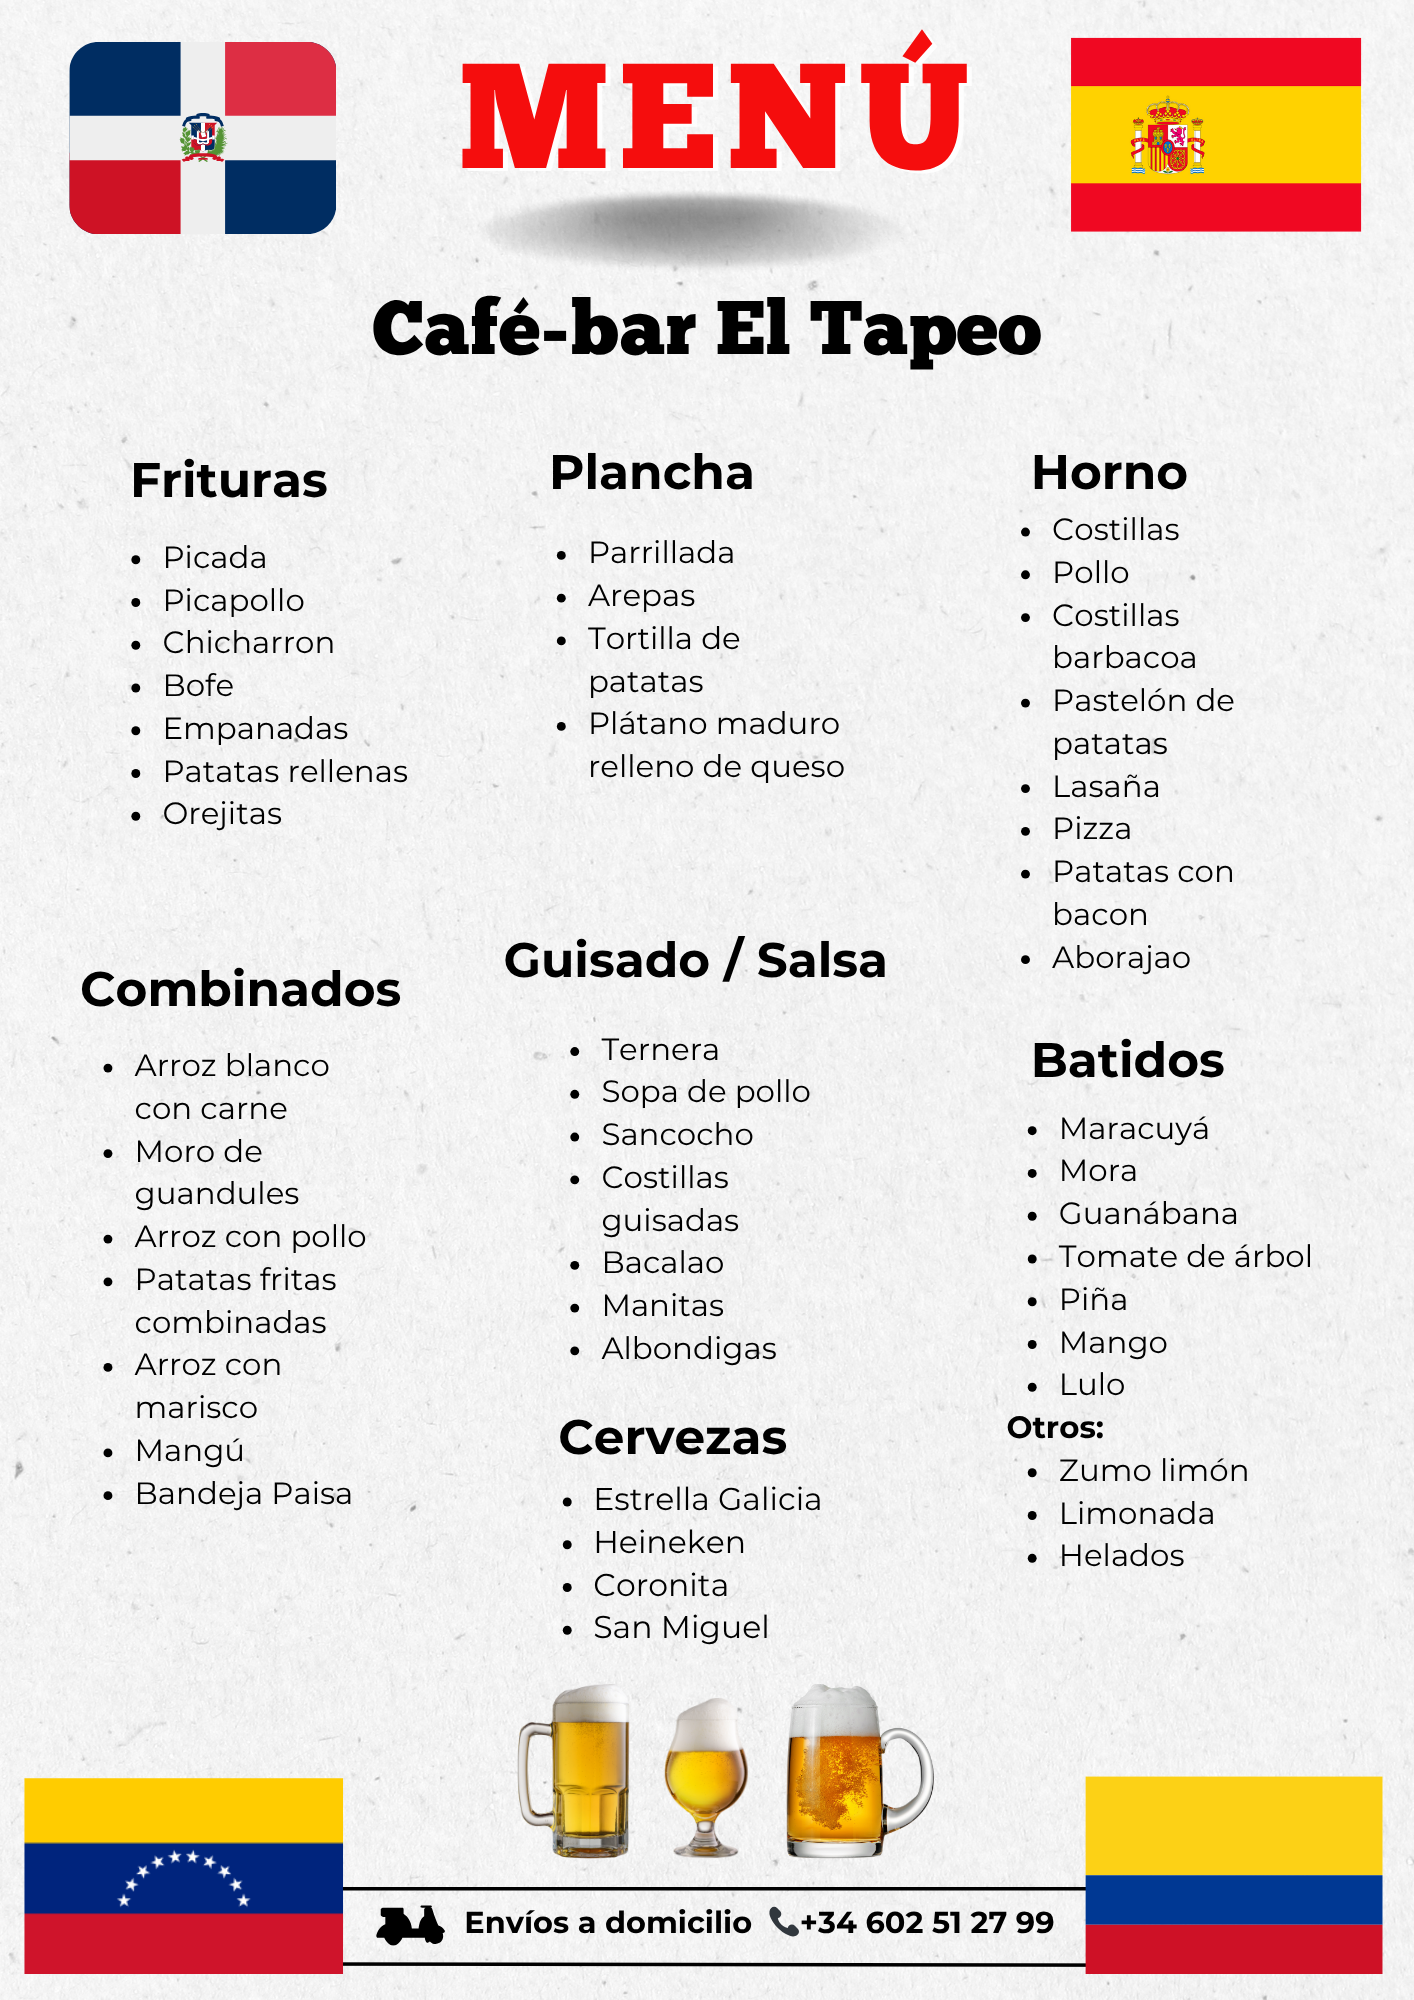 MENÚ
Café-bar El Tapeo
Frituras
• Picada
• Picapollo
• Chicharron
• Bofe
• Empanadas
• Patatas rellenas
• Orejitas
Plancha
• Parrillada
• Arepas
• Tortilla de
patatas
• Plátano maduro
relleno de queso
Horno
• Costillas
• Pollo
• Costillas
barbacoa
• Pastelón de
patatas
• Lasaña
• Pizza
• Patatas con
bacon
• Aborajao
Combinados
• Arroz blanco
con carne
• Moro de
guandules
• Arroz con pollo
• Patatas fritas
combinadas
• Arroz con
marisco
• Mangú
• Bandeja Paisa
Guisado / Salsa
• Ternera
• Sopa de pollo
• Sancocho
• Costillas
guisadas
• Bacalao
• Manitas
• Albondigas
Cervezas
• Estrella Galicia
• Heineken
• Coronita
• San Miguel
Batidos
• Maracuyá
• Mora
• Guanábana
• Tomate de árbol
• Piña
• Mango
• Lulo
Otros:
• Zumo limón
• Limonada
• Helados
Envíos a domicilio 📞+34 602 51 27 99